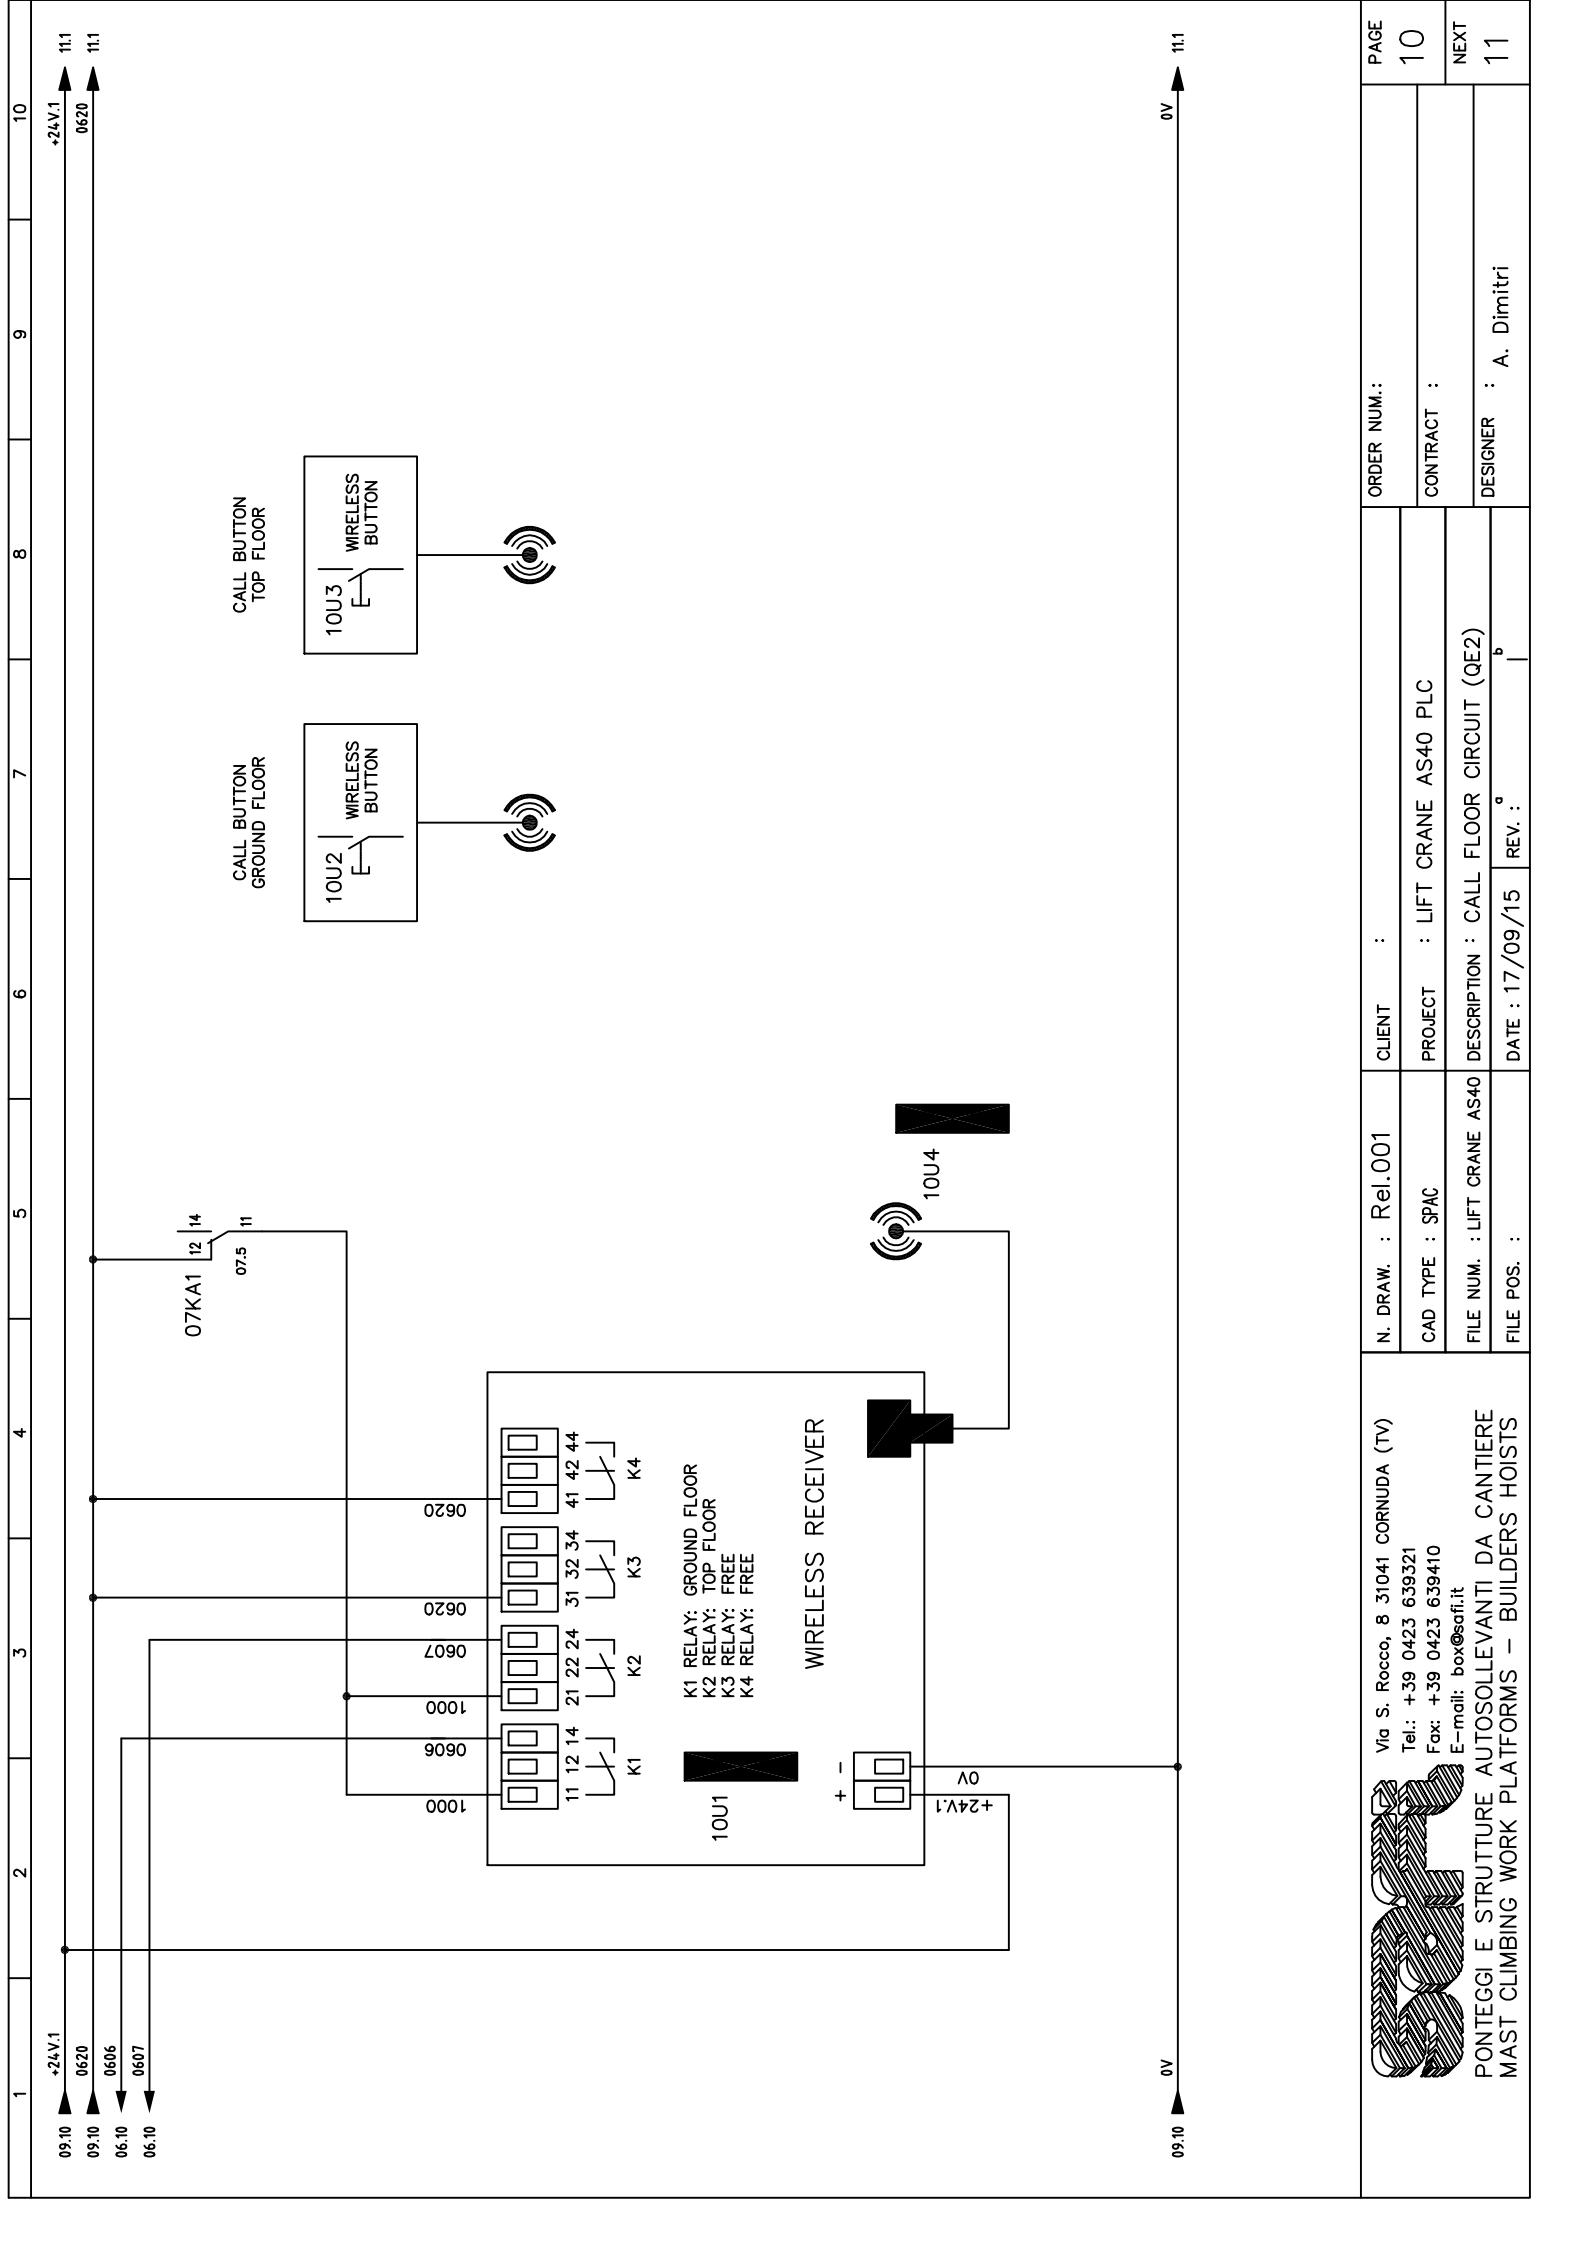 1 2 3 4 5 6 7 8 9 10
09.10 +24V.1 +24V.1 11.1
09.10 0620 0620 11.1
06.10 0606
06.10 0607
07KA1
12 14
11
07.5
CALL BUTTON
GROUND FLOOR
10U2
WIRELESS
BUTTON
CALL BUTTON
TOP FLOOR
10U3
WIRELESS
BUTTON
1000 0606 1000 0607 0620 0620
11 12 14 21 22 24 31 32 34 41 42 44
K1 K2 K3 K4
10U1
K1 RELAY: GROUND FLOOR
K2 RELAY: TOP FLOOR
K3 RELAY: FREE
K4 RELAY: FREE
WIRELESS RECEIVER
+ -
+24V.1 0V
10U4
09.10 0V 0V 11.1
safi
Via S. Rocco, 8 31041 CORNUDA (TV)
Tel.: +39 0423 639321
Fax: +39 0423 639410
E-mail: box@safi.it
PONTEGGI E STRUTTURE AUTOSOLLEVANTI DA CANTIERE
MAST CLIMBING WORK PLATFORMS - BUILDERS HOISTS
N. DRAW. : Rel.001
CAD TYPE : SPAC
FILE NUM. : LIFT CRANE AS40
FILE POS. :
CLIENT :
PROJECT : LIFT CRANE AS40 PLC
DESCRIPTION : CALL FLOOR CIRCUIT (QE2)
DATE : 17/09/15
REV. : a b
ORDER NUM.:
CONTRACT :
DESIGNER : A. Dimitri
PAGE
10
NEXT
11